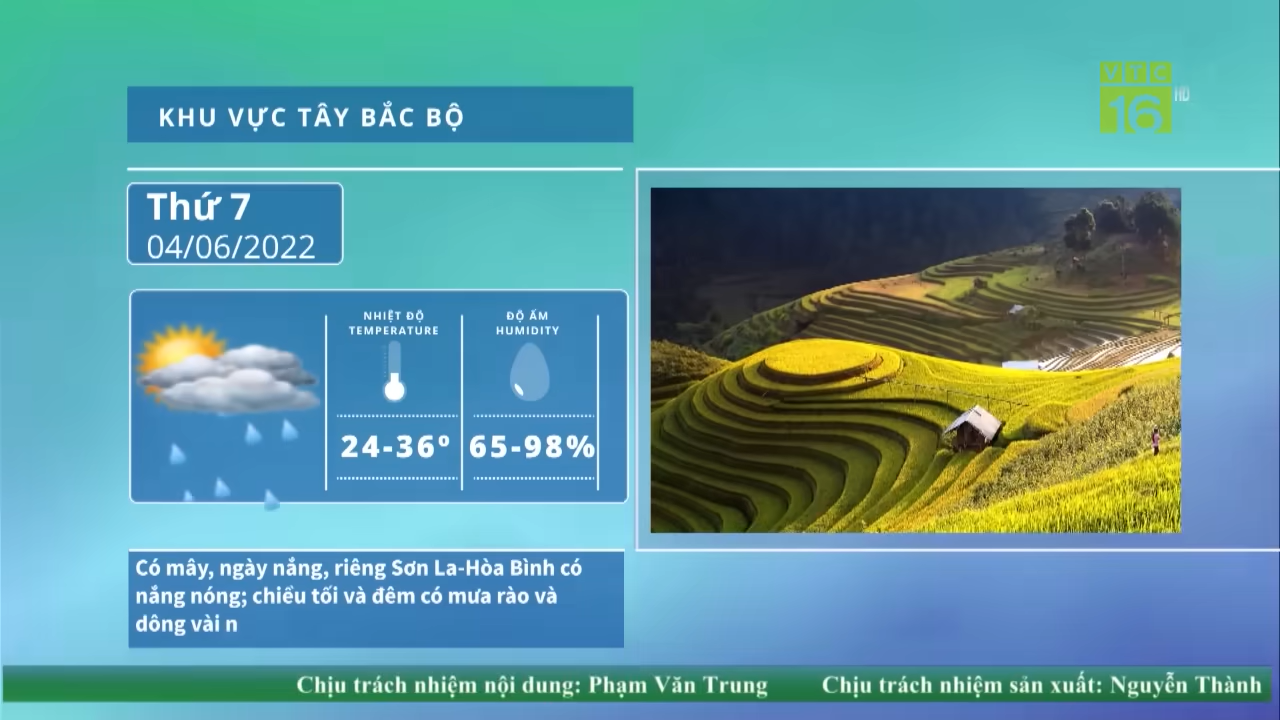 KHU VỰC TÂY BẮC BỘ
VTC
16
HD
Thứ 7
04/06/2022
NHIỆT ĐỘ
TEMPERATURE
ĐỘ ẨM
HUMIDITY
24-36º
65-98%
Có mây, ngày nắng, riêng Sơn La-Hòa Bình có
nắng nóng; chiều tối và đêm có mưa rào và
dông vài n
Chịu trách nhiệm nội dung: Phạm Văn Trung
Chịu trách nhiệm sản xuất: Nguyễn Thành